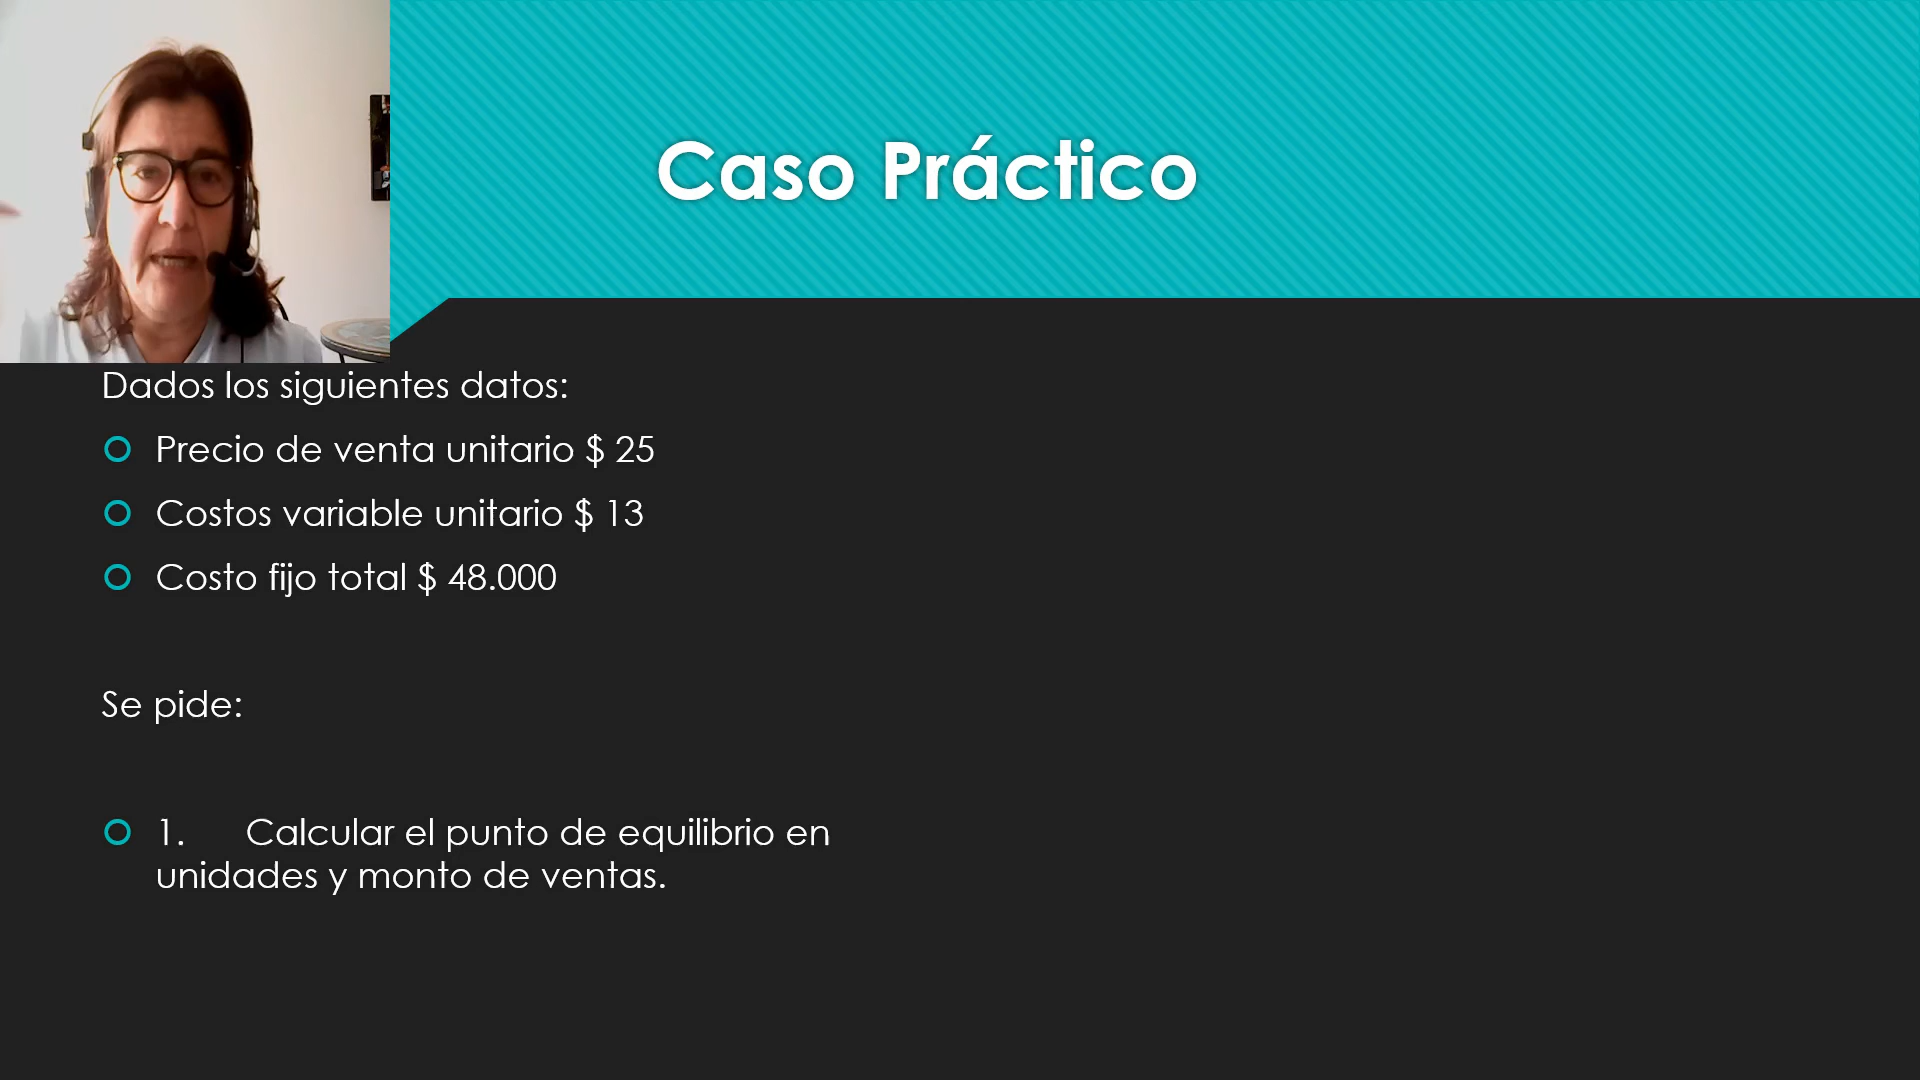 Caso Práctico
Dados los siguientes datos:
Precio de venta unitario $ 25
Costos variable unitario $ 13
Costo fijo total $ 48.000
Se pide:
1. Calcular el punto de equilibrio en
unidades y monto de ventas.